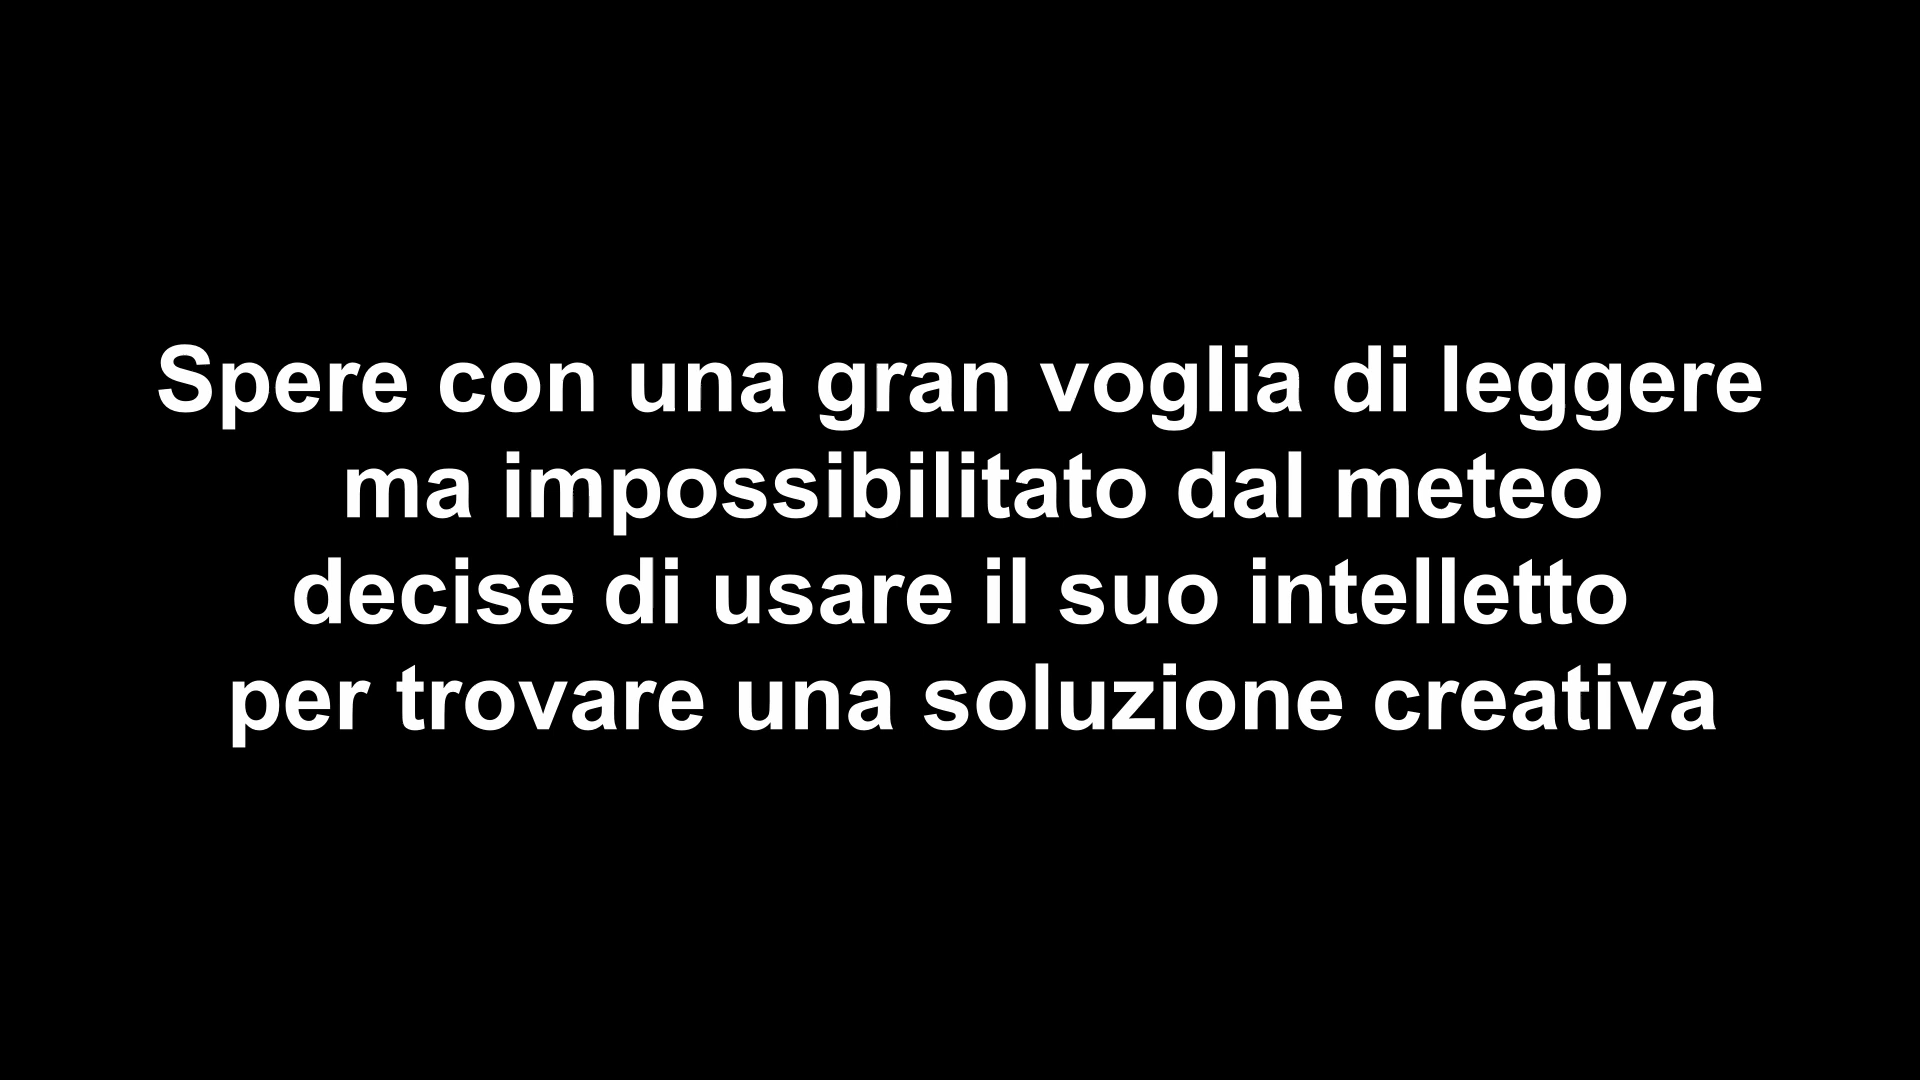 Spere con una gran voglia di leggere
ma impossibilitato dal meteo
decise di usare il suo intelletto
per trovare una soluzione creativa